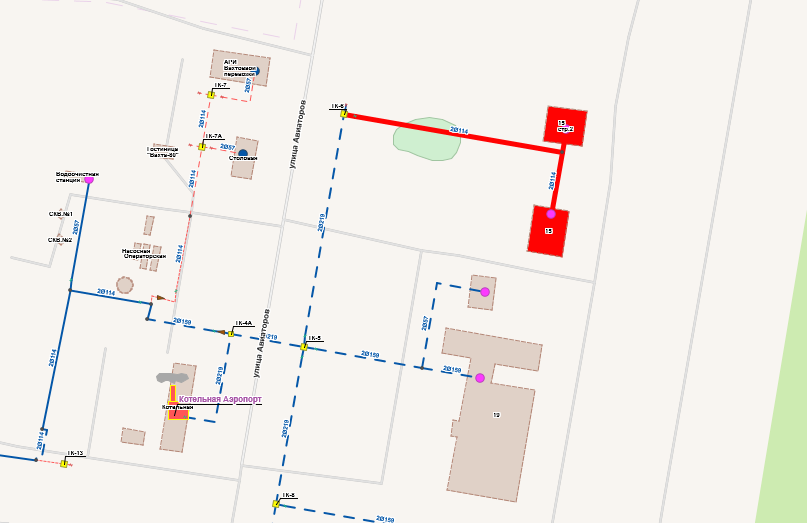 АРИ
Вахтовой
перевозки
2Ø57
ТК-7
2Ø114
ТК-7А
Гостиница
"Вахта-80"
2Ø57
Столовая
Водоочистная
станция
2Ø114
СКВ.№1
СКВ.№2
2Ø57
Насосная
Операторская
2Ø114
2Ø114
2Ø159
ТК-4А
2Ø219
улица Авиаторов
улица Авиаторов
ТК-6
2Ø114
15
стр.2
2Ø114
15
2Ø219
ТК-5
2Ø159
2Ø57
2Ø159
19
2Ø114
2Ø219
Котельная Аэропорт
Котельная
2Ø219
2Ø114
ТК-13
ТК-8
2Ø159